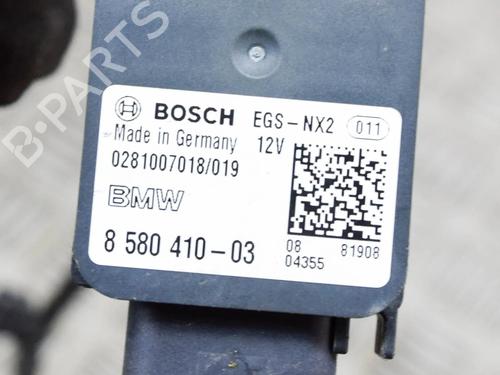 B-PARTS
BOSCH EGS-NX2 011
Made in Germany 12V
0281007018/019
BMW
8 580 410-03
08 81908
04355